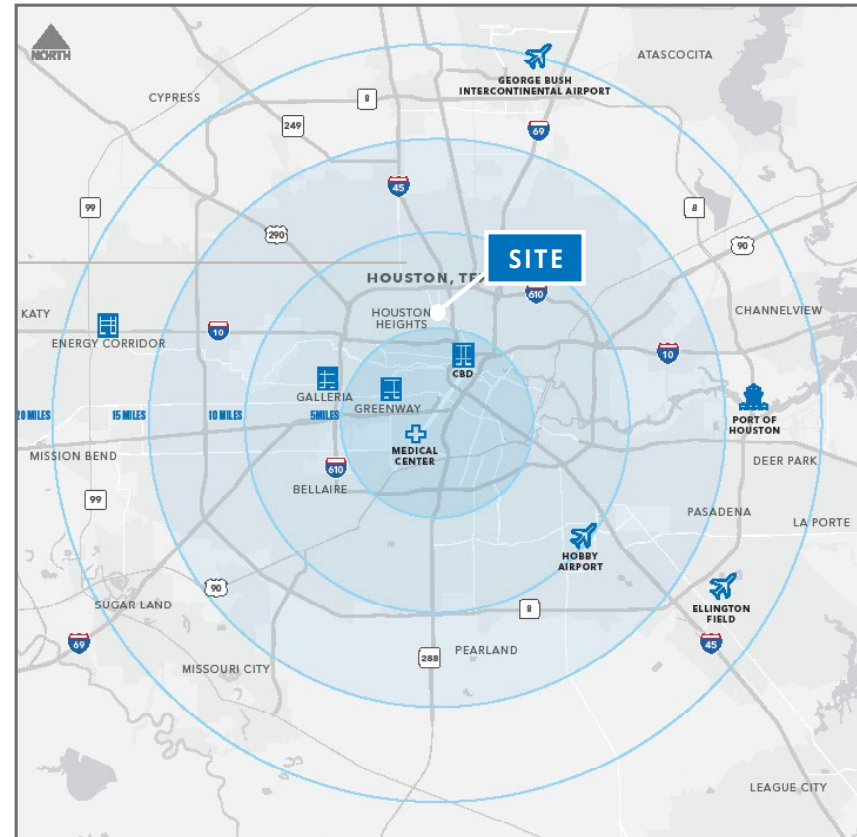 NORTH
ATASCOCITA
GEORGE BUSH
INTERCONTINENTAL AIRPORT
CYPRESS
8
249
69
45
99
8
290
90
SITE
HOUSTON, TE
610
HOUSTON
HEIGHTS
KATY
CHANNELVIEW
ENERGY CORRIDOR
10
10
CBD
GALLERIA
GREENWAY
20 MILES
15 MILES
10 MILES
5MILES
PORT OF
HOUSTON
MEDICAL
CENTER
MISSION BEND
DEER PARK
610
BELLAIRE
99
PASADENA
LA PORTE
HOBBY
AIRPORT
90
SUGAR LAND
8
ELLINGTON
FIELD
69
45
288
PEARLAND
MISSOURI CITY
LEAGUE CITY